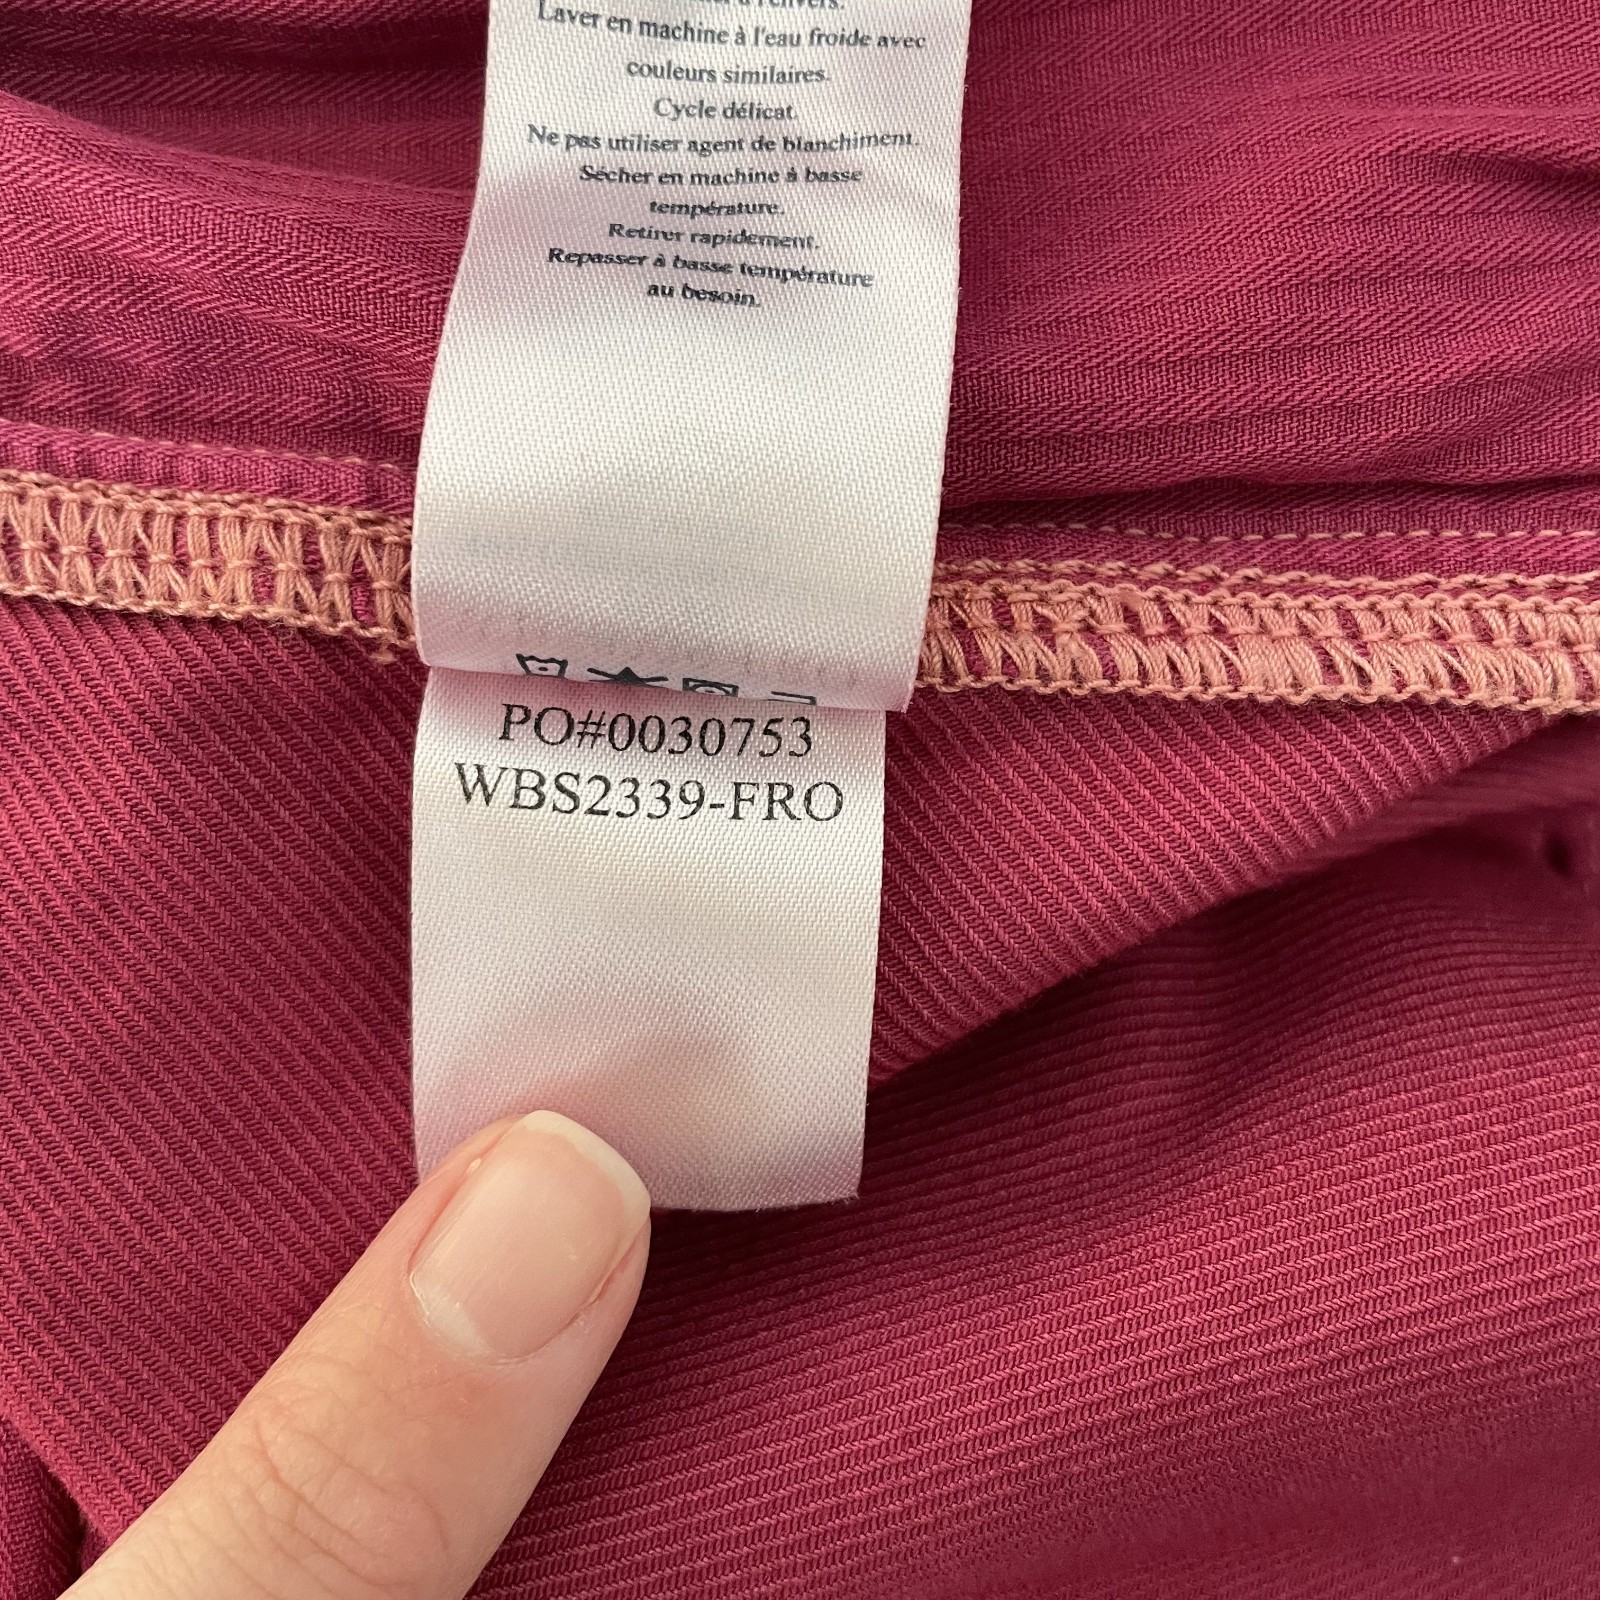 à l'envers.
Laver en machine à l'eau froide avec
couleurs similaires.
Cycle délicat.
Ne pas utiliser agent de blanchiment.
Sécher en machine à basse
température.
Retirer rapidement.
Repasser à basse température
au besoin.
PO#0030753
WBS2339-FRO